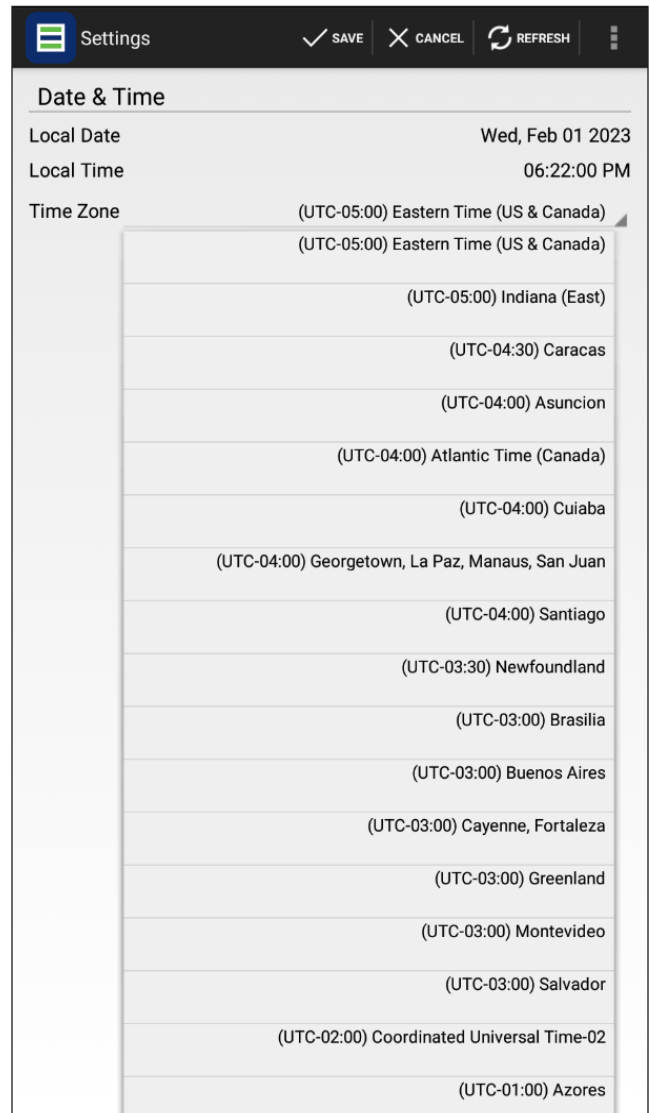 Settings SAVE CANCEL REFRESH
Date & Time
Local Date Wed, Feb 01 2023
Local Time 06:22:00 PM
Time Zone (UTC-05:00) Eastern Time (US & Canada)
(UTC-05:00) Eastern Time (US & Canada)
(UTC-05:00) Indiana (East)
(UTC-04:30) Caracas
(UTC-04:00) Asuncion
(UTC-04:00) Atlantic Time (Canada)
(UTC-04:00) Cuiaba
(UTC-04:00) Georgetown, La Paz, Manaus, San Juan
(UTC-04:00) Santiago
(UTC-03:30) Newfoundland
(UTC-03:00) Brasilia
(UTC-03:00) Buenos Aires
(UTC-03:00) Cayenne, Fortaleza
(UTC-03:00) Greenland
(UTC-03:00) Montevideo
(UTC-03:00) Salvador
(UTC-02:00) Coordinated Universal Time-02
(UTC-01:00) Azores